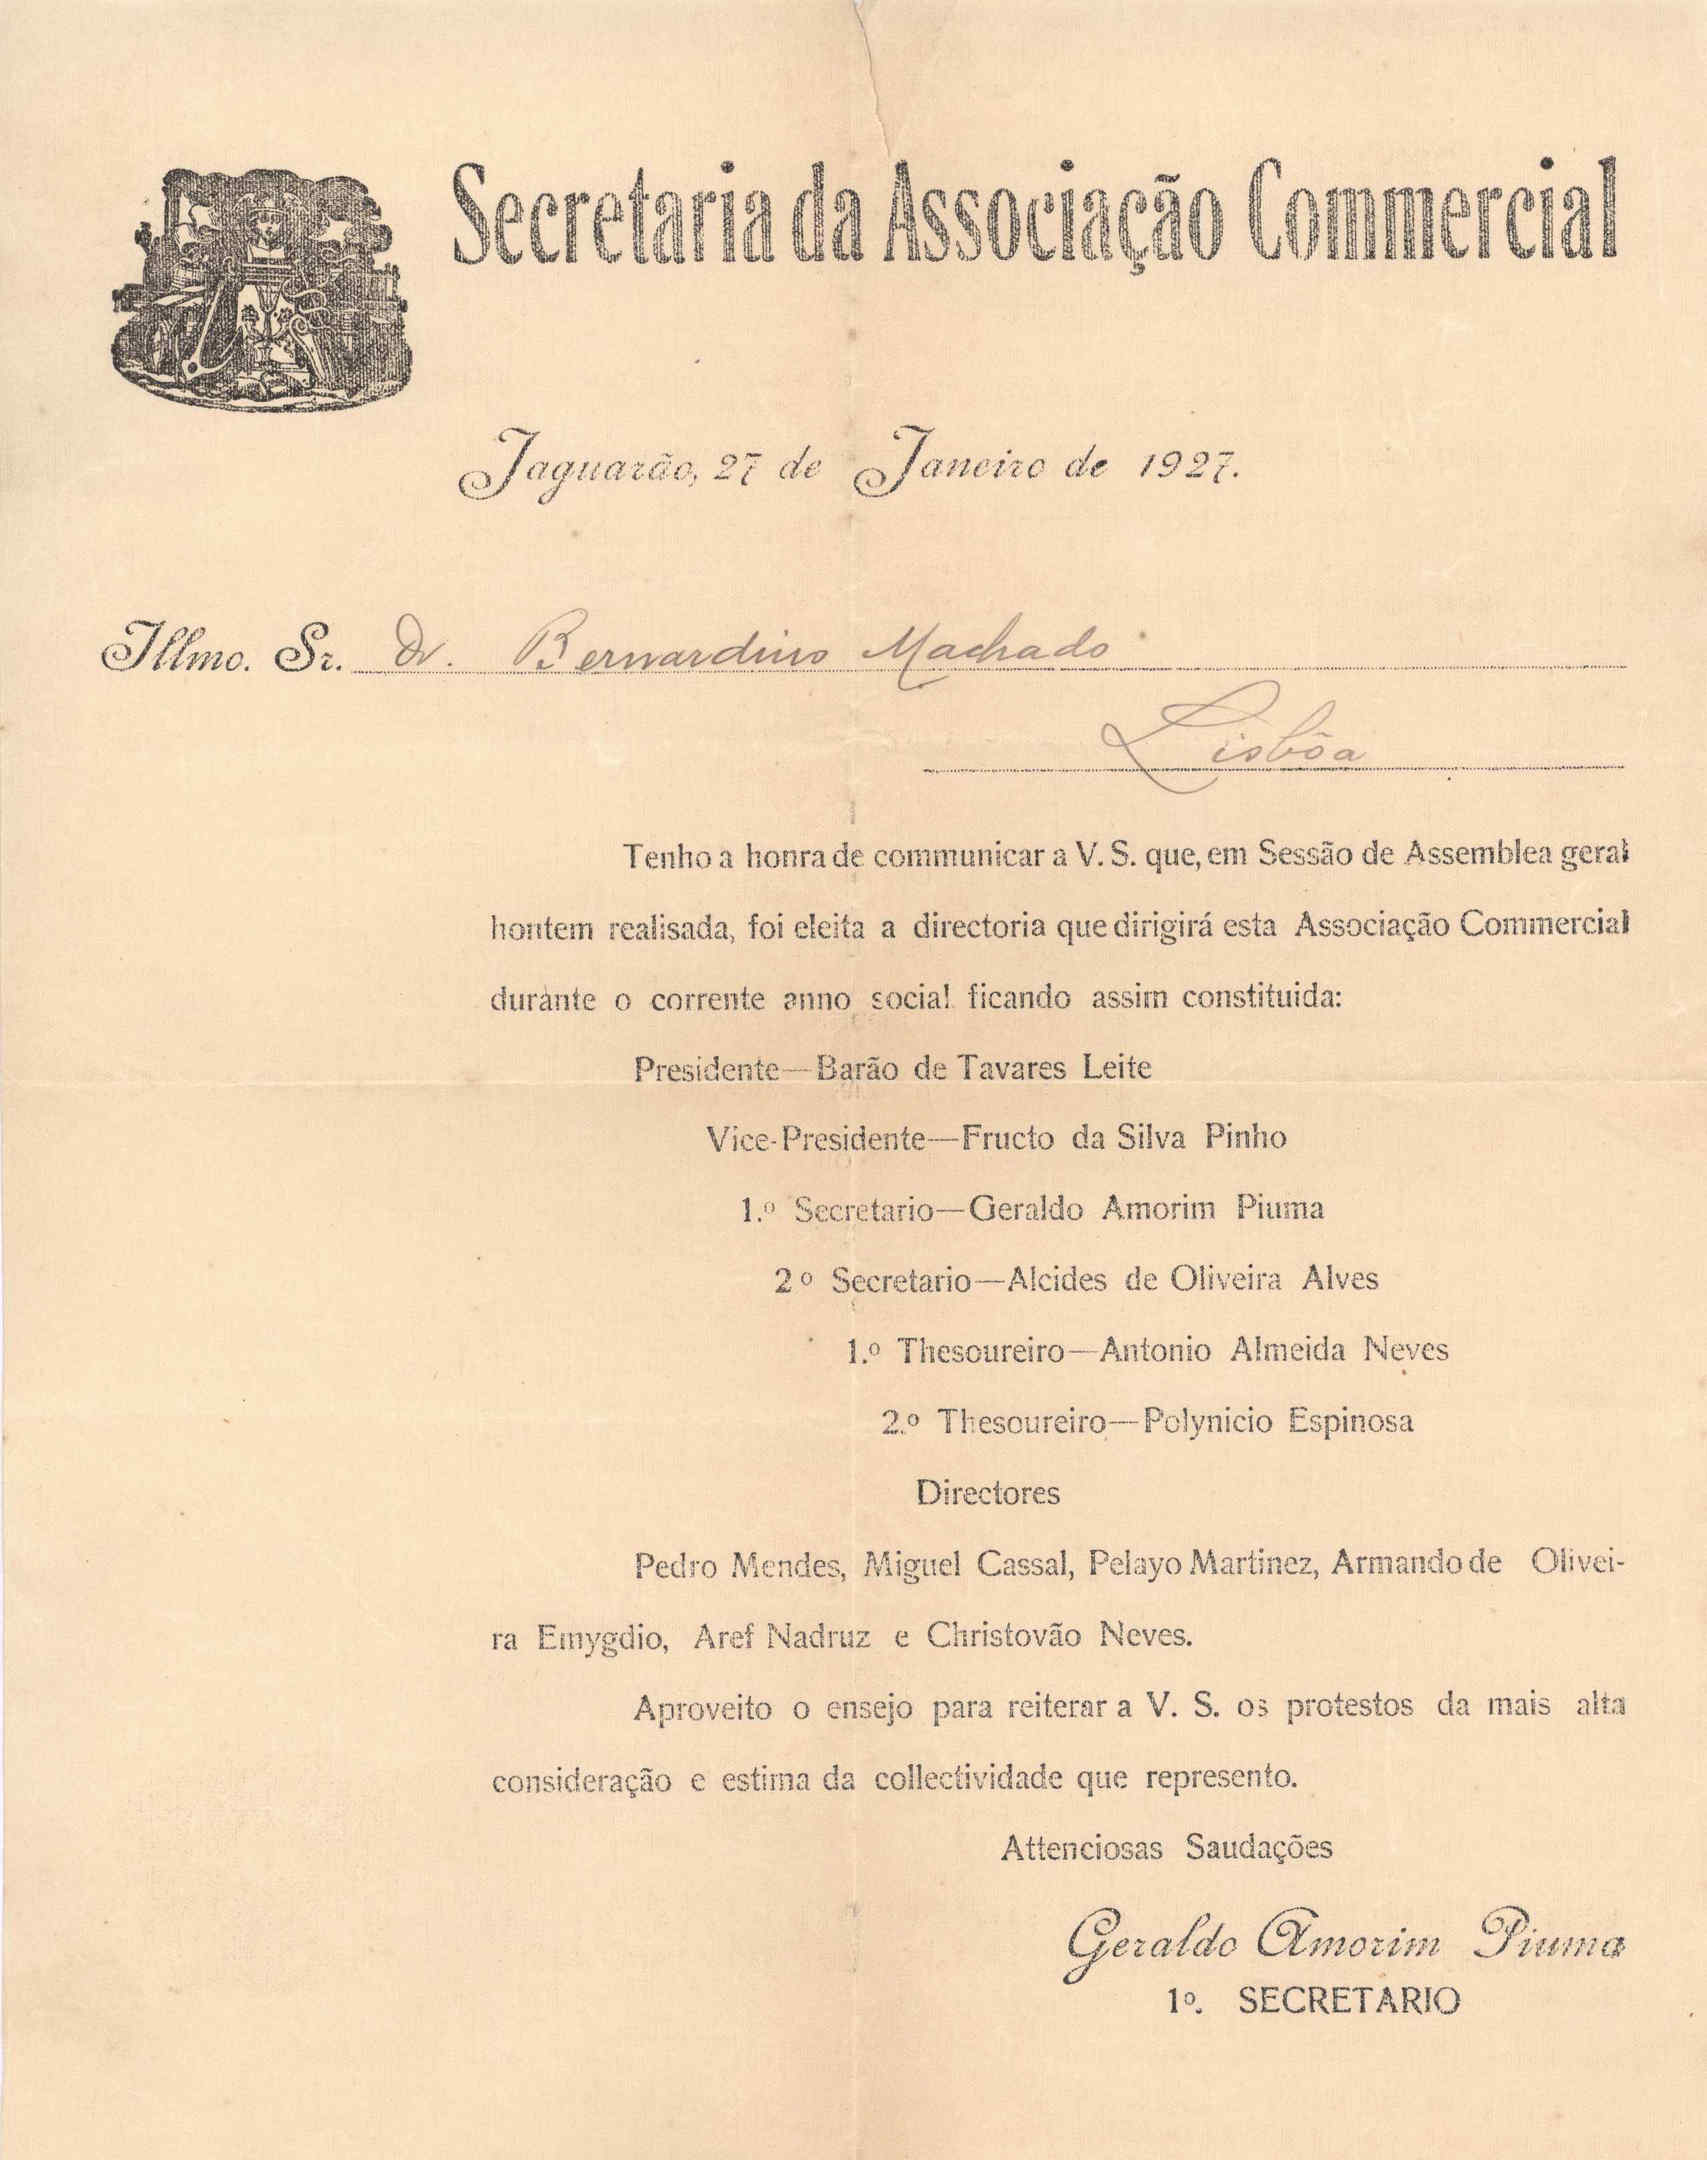 Secretaria da Associação Commercial
Jaguarão, 27 de Janeiro de 1927.
Illmo. Sr. Dr. Bernardino Machado
Lisbôa
Tenho a honra de communicar a V. S. que, em Sessão de Assemblea geral
hontem realisada, foi eleita a directoria que dirigirá esta Associação Commercial
durante o corrente anno social ficando assim constituida:
Presidente—Barão de Tavares Leite
Vice-Presidente—Fructo da Silva Pinho
1.º Secretario—Geraldo Amorim Piuma
2º Secretario—Alcides de Oliveira Alves
1.º Thesoureiro—Antonio Almeida Neves
2.º Thesoureiro—Polynicio Espinosa
Directores
Pedro Mendes, Miguel Cassal, Pelayo Martinez, Armando de Olivei-
ra Emygdio, Aref Nadruz e Christovão Neves.
Aproveito o ensejo para reiterar a V. S. os protestos da mais alta
consideração e estima da collectividade que represento.
Attenciosas Saudações
Geraldo Amorim Piuma
1º. SECRETARIO